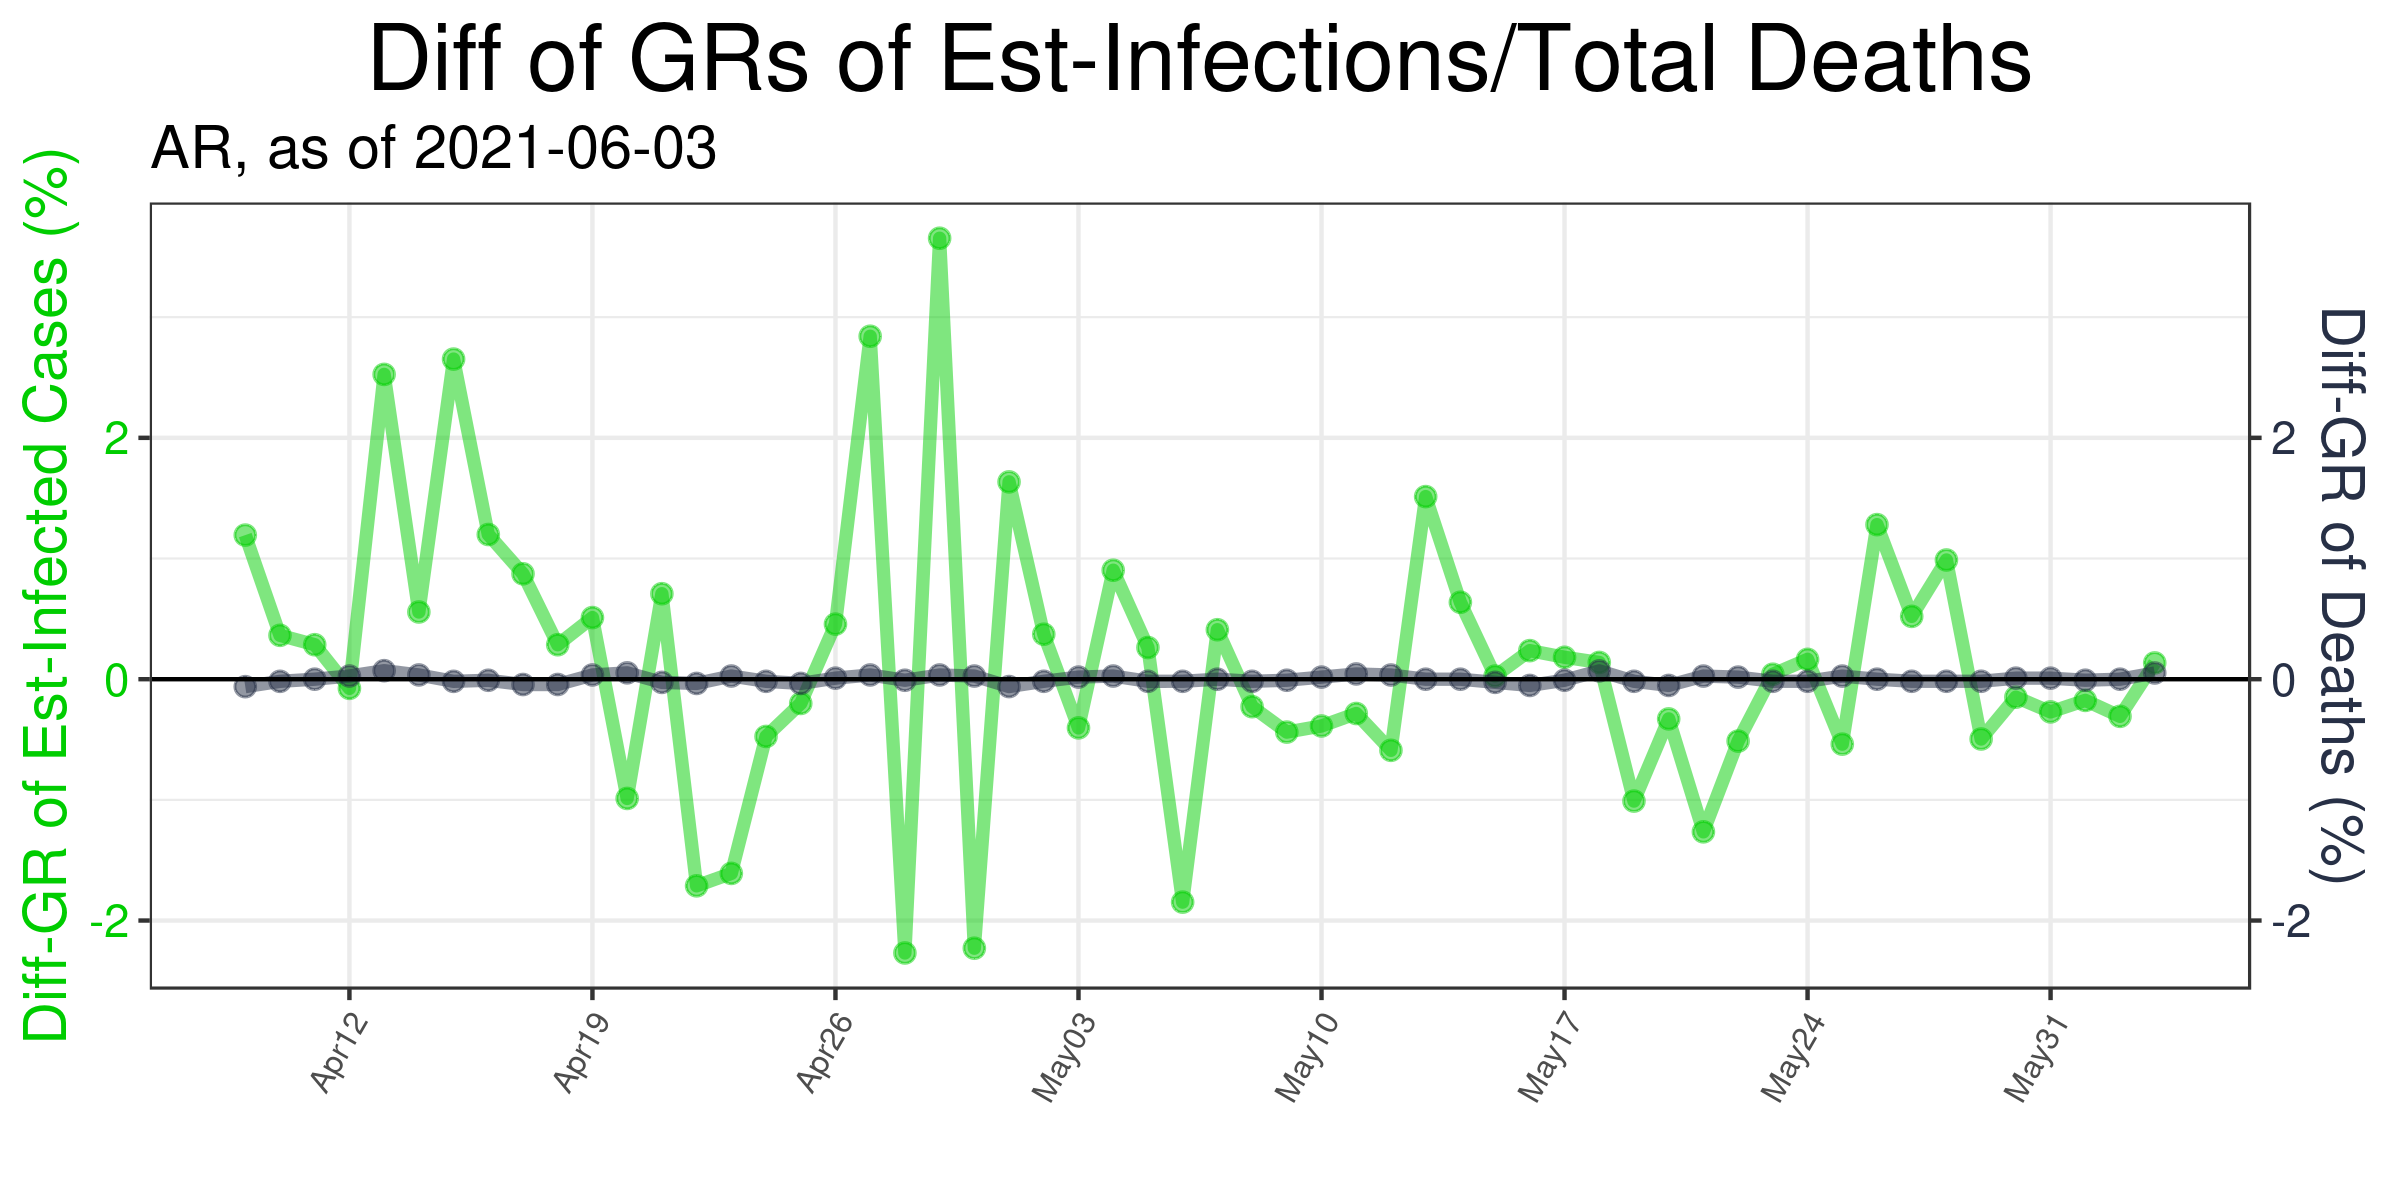 Diff of GRs of Est-Infections/Total Deaths
AR, as of 2021-06-03
Diff-GR of Est-Infected Cases (%)
2
0
-2
2
0
-2
Diff-GR of Deaths (%)
Apr12
Apr19
Apr26
May03
May10
May17
May24
May31